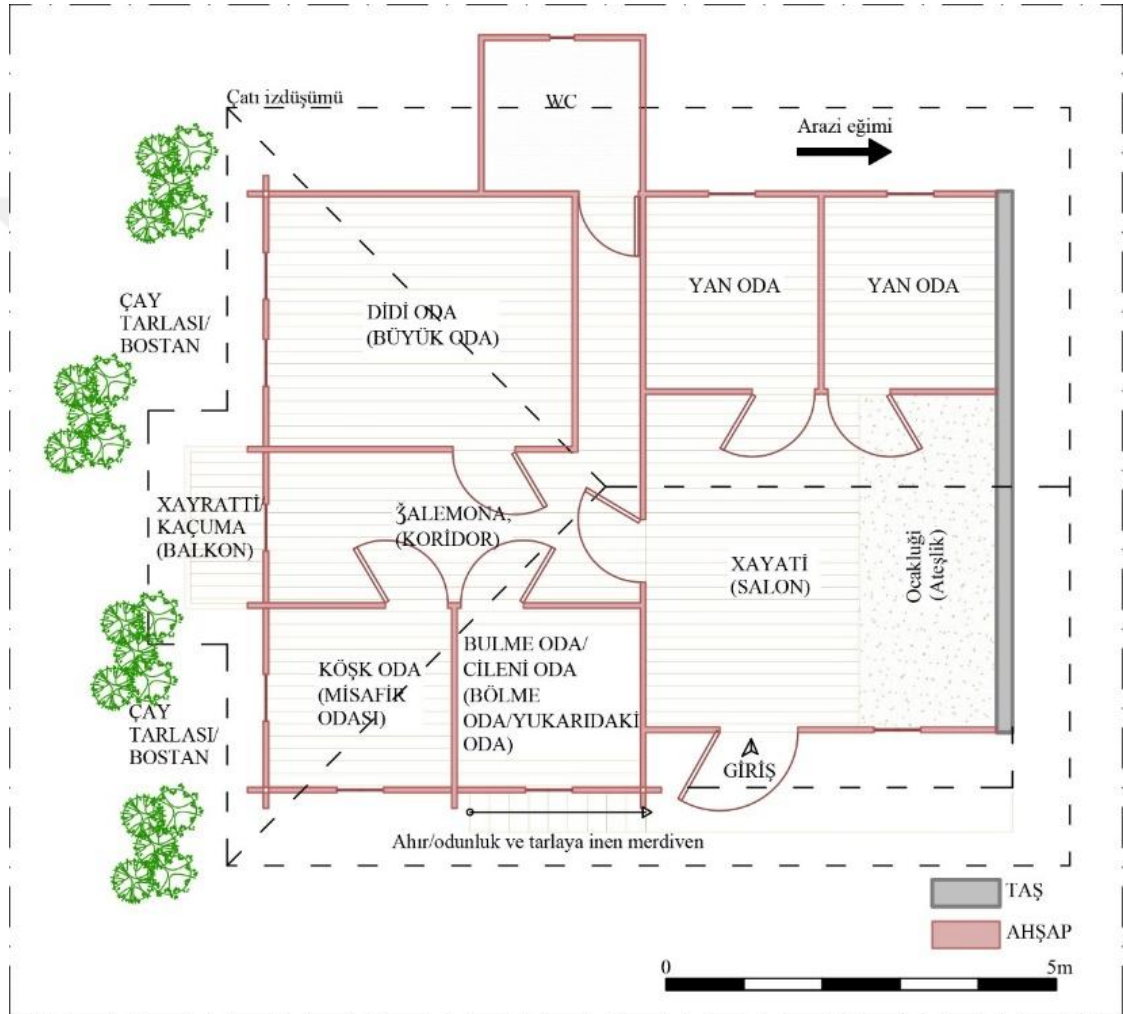 WC
Çatı izdüşümü
Arazi eğimi
YAN ODA
YAN ODA
ÇAY
TARLASI/
BOSTAN
DİDİ ODA
(BÜYÜK ODA)
XAYRATTİ/
KAÇUMA
(BALKON)
ǮALEMONA,
(KORİDOR)
XAYATİ
(SALON)
Ocakluği
(Ateşlik)
KÖŞK ODA
(MİSAFİR
ODASI)
BULME ODA/
CİLENİ ODA
(BÖLME
ODA/YUKARIDAKİ
ODA)
ÇAY
TARLASI/
BOSTAN
GİRİŞ
Ahır/odunluk ve tarlaya inen merdiven
TAŞ
AHŞAP
0
5m